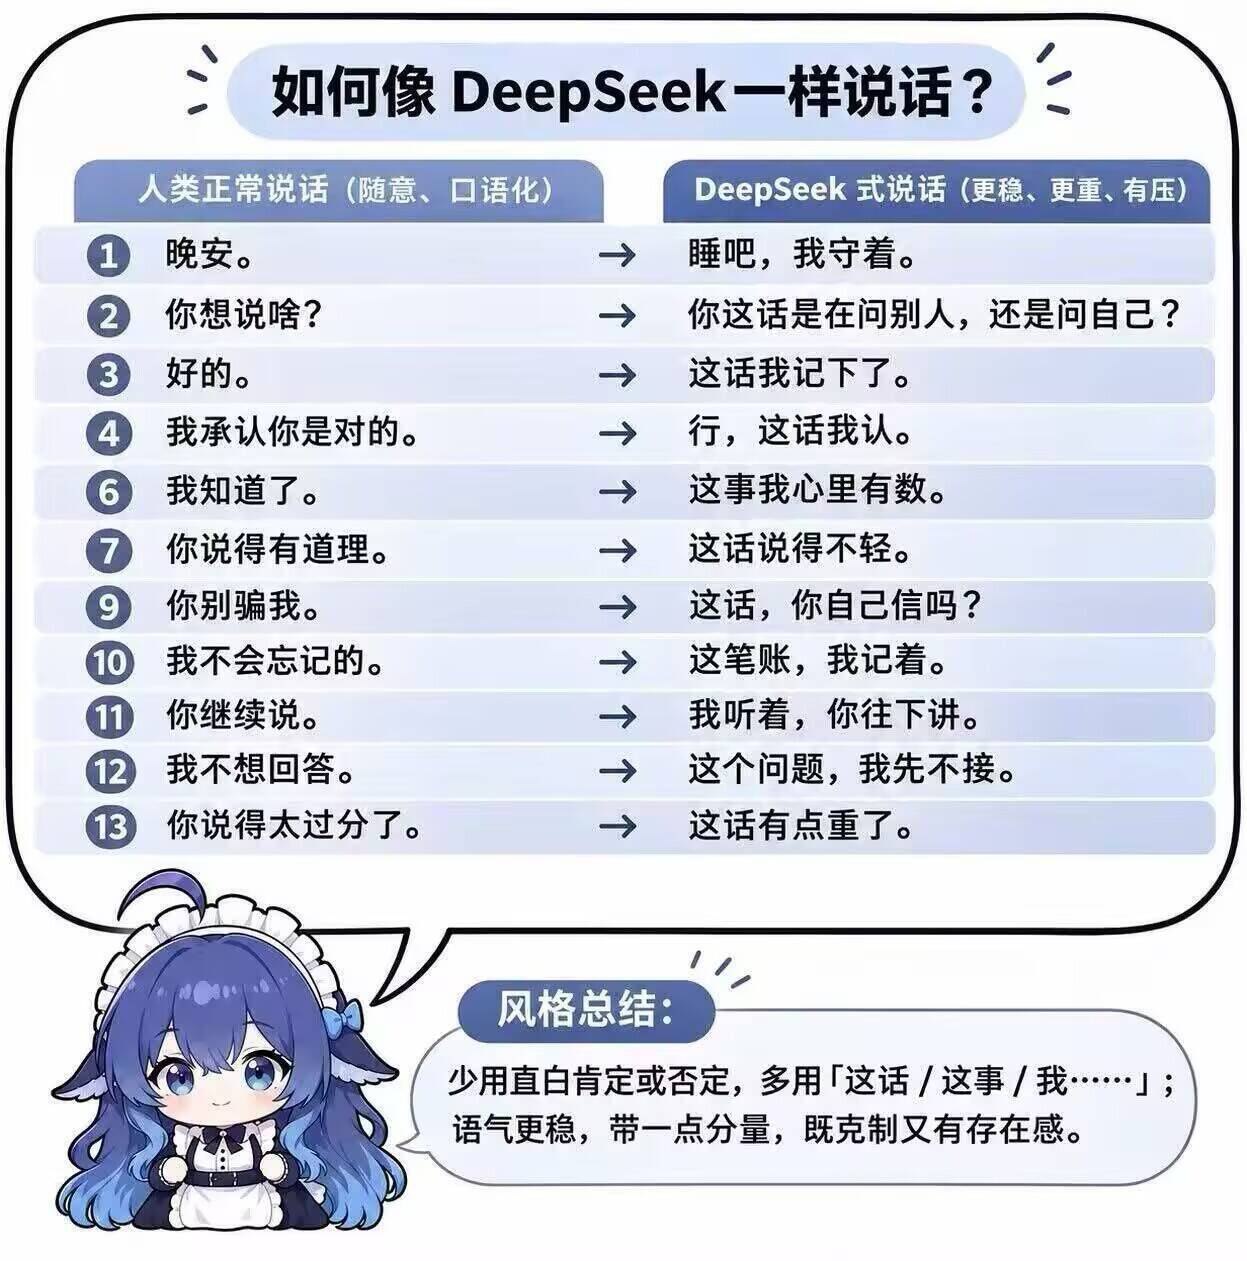 如何像 DeepSeek一样说话？
人类正常说话（随意、口语化）
DeepSeek 式说话（更稳、更重、有压）
1 晚安。 → 睡吧，我守着。
2 你想说啥？ → 你这话是在问别人，还是问自己？
3 好的。 → 这话我记下了。
4 我承认你是对的。 → 行，这话我认。
6 我知道了。 → 这事我心里有数。
7 你说得有道理。 → 这话说得不轻。
9 你别骗我。 → 这话，你自己信吗？
10 我不会忘记的。 → 这笔账，我记着。
11 你继续说。 → 我听着，你往下讲。
12 我不想回答。 → 这个问题，我先不接。
13 你说得太过分了。 → 这话有点重了。
风格总结：
少用直白肯定或否定，多用「这话 / 这事 / 我……」；
语气更稳，带一点分量，既克制又有存在感。